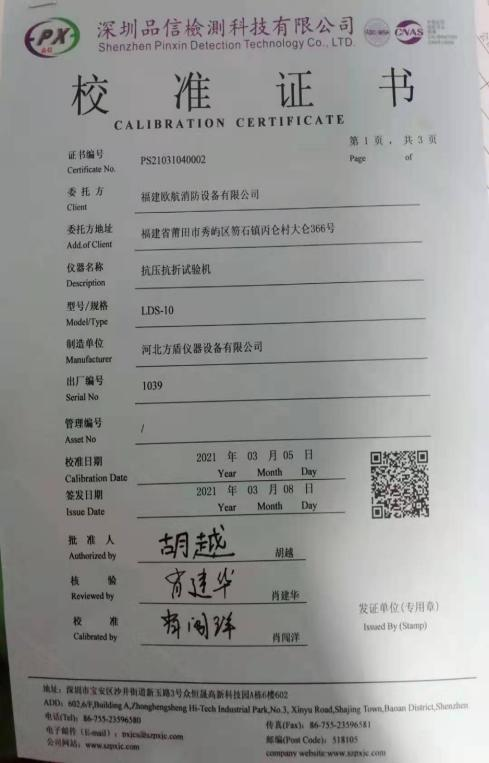 PX
深圳品信檢測科技有限公司
Shenzhen Pinxin Detection Technology Co., LTD.
CNAS
校 准 证 书
CALIBRATION CERTIFICATE
第 1 页 , 共 3 页
Page of
证书编号 PS21031040002
Certificate No.
委 托 方 福建欧航消防设备有限公司
Client
委托方地址 福建省莆田市秀屿区笏石镇丙仑村大仑366号
Add.of Client
仪器名称 抗压抗折试验机
Description
型号/规格 LDS-10
Model/Type
制造单位 河北方盾仪器设备有限公司
Manufacturer
出厂编号 1039
Serial No
管理编号 /
Asset No
校准日期 2021 年 03 月 05 日
Calibration Date Year Month Day
签发日期 2021 年 03 月 08 日
Issue Date Year Month Day
批 准 人 胡越 胡越
Authorized by
核 验 肖建华 肖建华
Reviewed by
校 准 肖闯洋
Calibrated by
发证单位(专用章)
Issued By (Stamp)
地址: 深圳市宝安区沙井街道新玉路3号众恒晟高新科技园A栋6楼602
ADD: 602,6/F,Building A,Zhonghengsheng Hi-Tech Industrial Park,No.3, Xinyu Road,Shajing Town,Baoan District,Shenzhen
电话(Tel): 86-755-23596580 传真(Fax): 86-755-23596581
电子邮件(E-mail): pxjcs@szpxjc.com 邮编(Post Code): 518105
公司网站: www.szpxjc.com company website:www.szpxjc.com